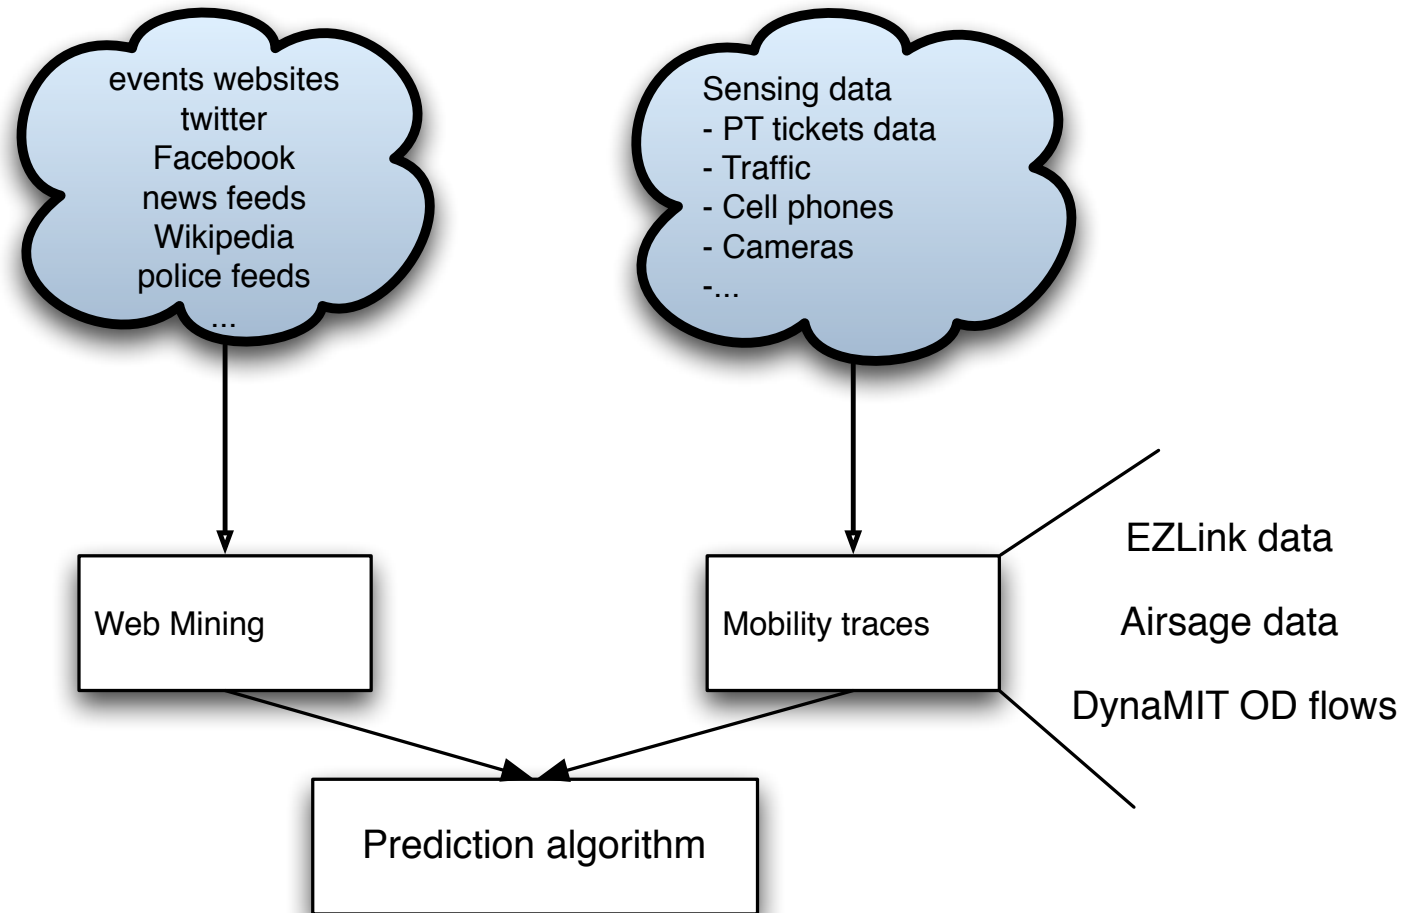 events websites
twitter
Facebook
news feeds
Wikipedia
police feeds
...
Sensing data
- PT tickets data
- Traffic
- Cell phones
- Cameras
-...
Web Mining
Mobility traces
EZLink data
Airsage data
DynaMIT OD flows
Prediction algorithm